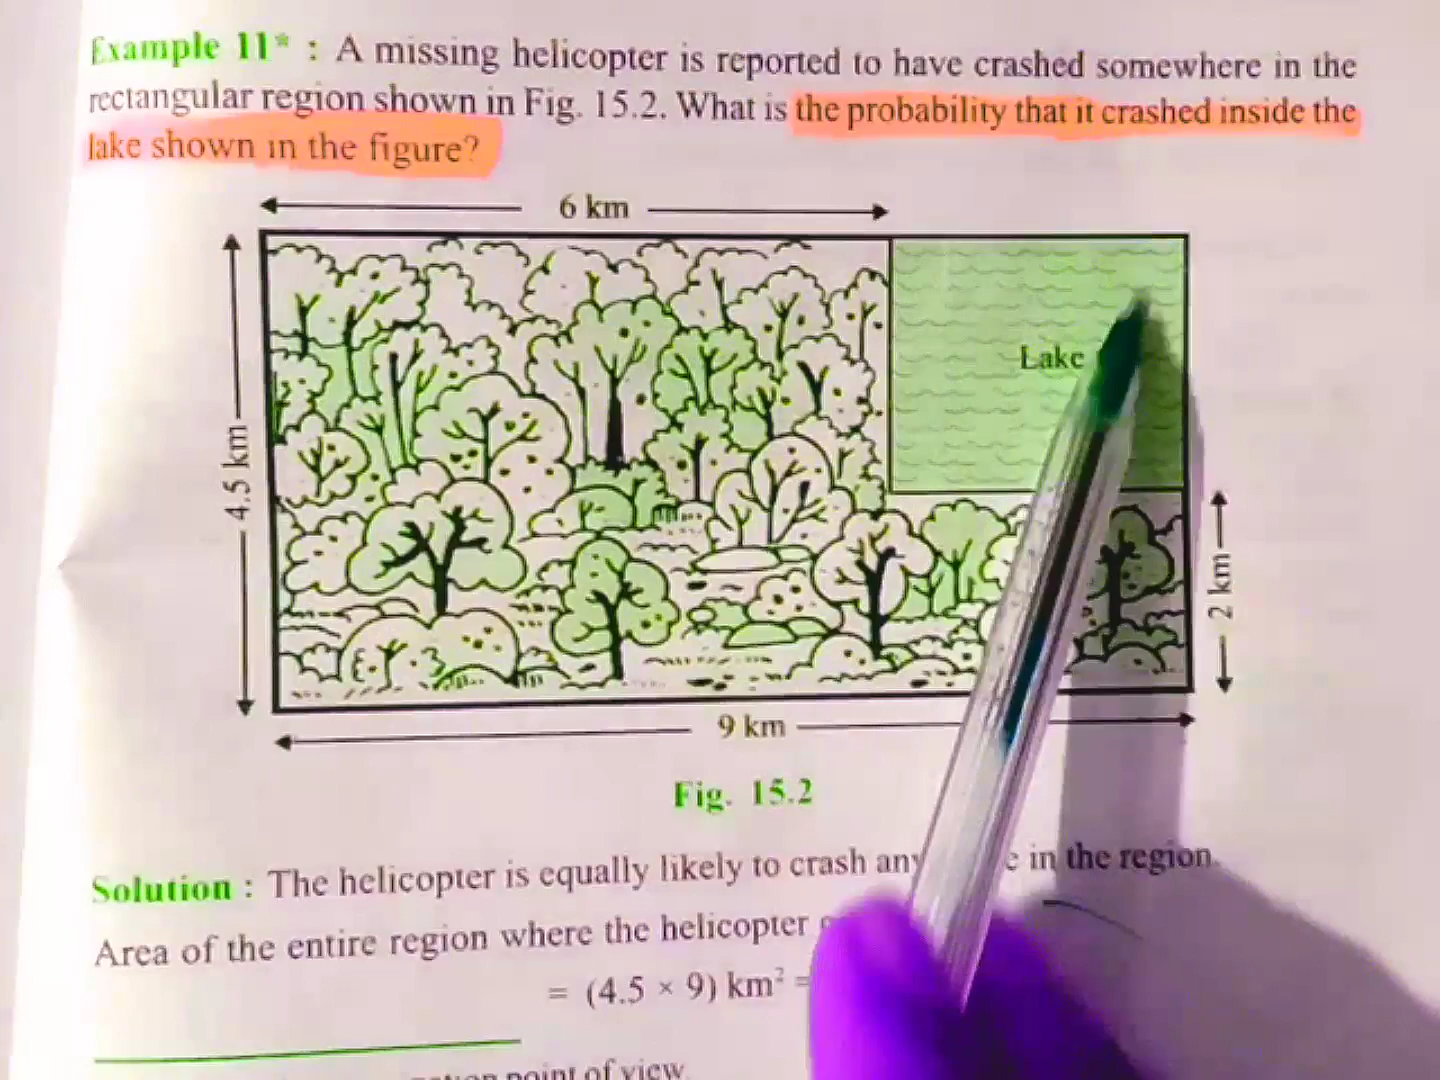 Example 11* : A missing helicopter is reported to have crashed somewhere in the
rectangular region shown in Fig. 15.2. What is the probability that it crashed inside the
lake shown in the figure?
6 km
Lake
4.5 km
2 km
9 km
Fig. 15.2
Solution : The helicopter is equally likely to crash in the region.
Area of the entire region where the helicopter
= (4.5 × 9) km² =
point of view.